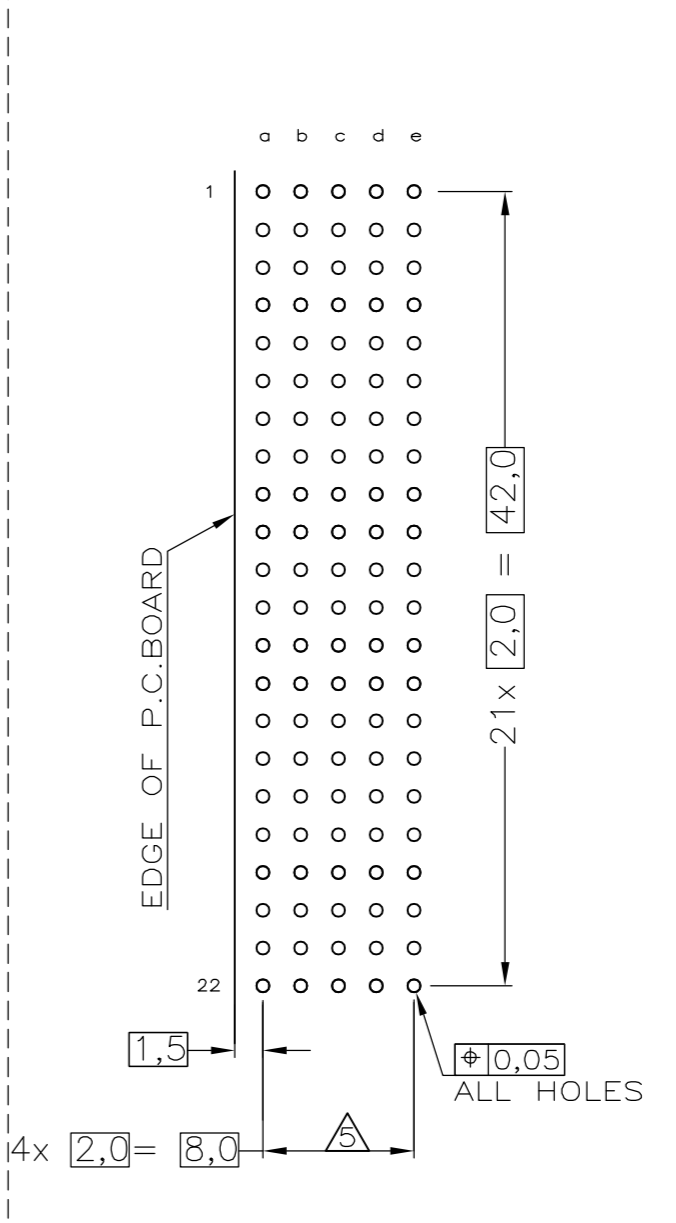 a b c d e
1
21x 2,0 = 42,0
EDGE OF P.C.BOARD
22
1,5
⌖ 0,05
ALL HOLES
4x 2,0= 8,0
5